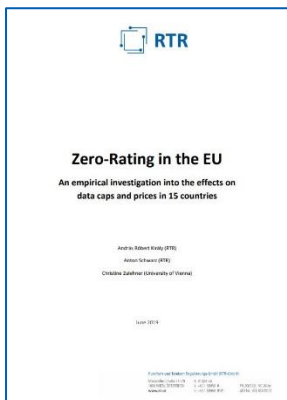 RTR
Zero-Rating in the EU
An empirical investigation into the effects on
data caps and prices in 15 countries
András Róbert Király (RTR)
Anton Schwarz (RTR)
Christine Zulehner (University of Vienna)
June 2019